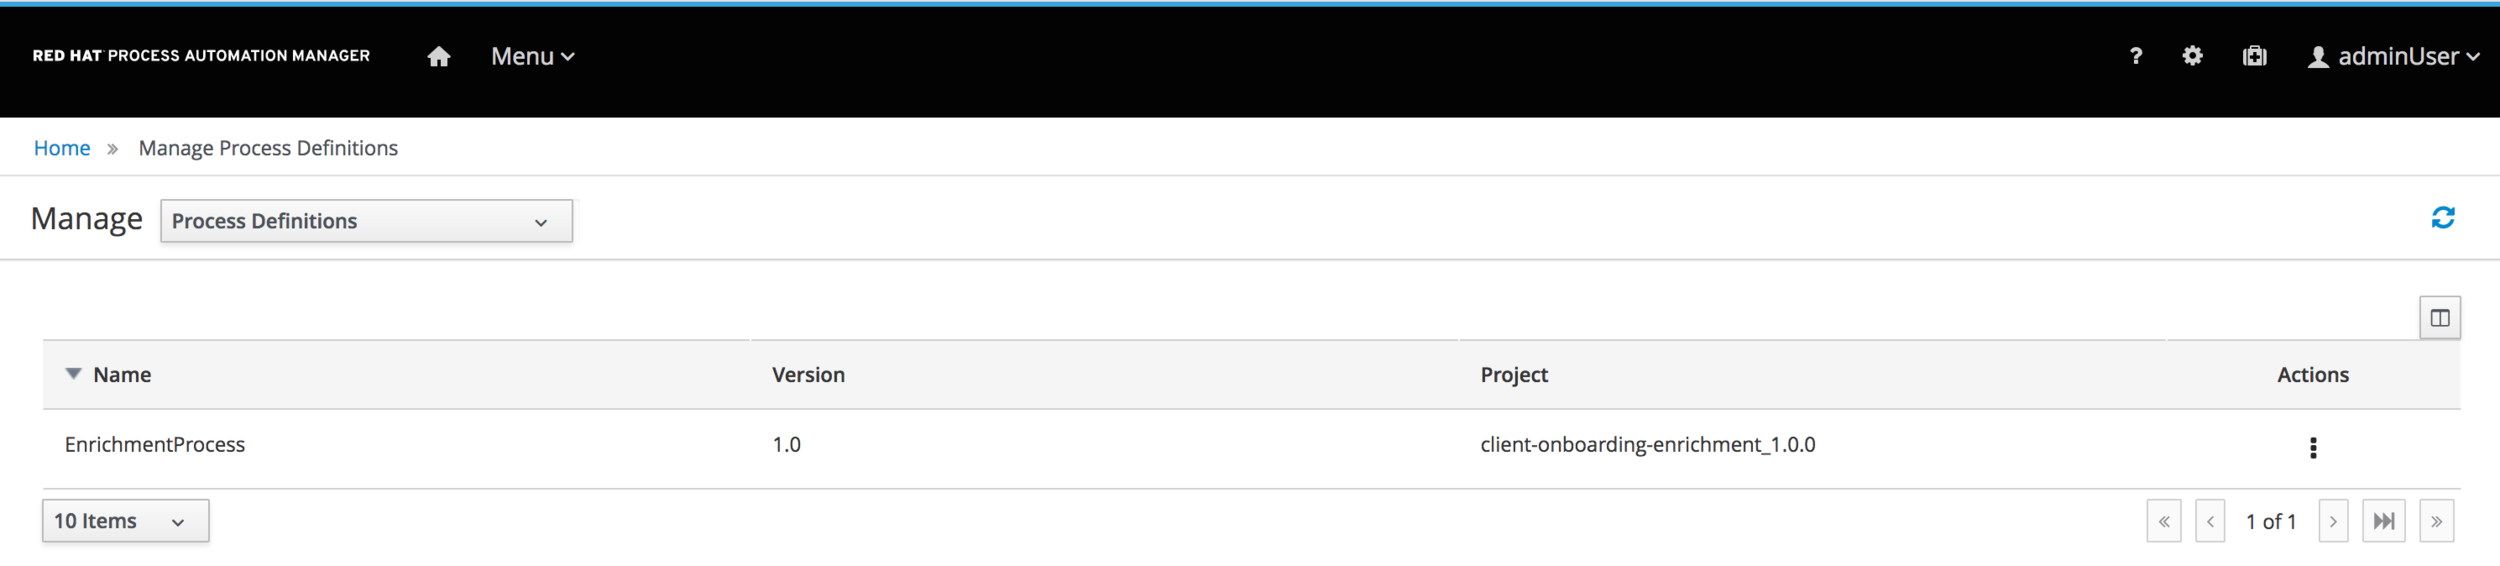 RED HAT PROCESS AUTOMATION MANAGER Menu ? adminUser
Home » Manage Process Definitions
Manage Process Definitions
Name Version Project Actions
EnrichmentProcess 1.0 client-onboarding-enrichment_1.0.0
10 Items « ‹ 1 of 1 › »